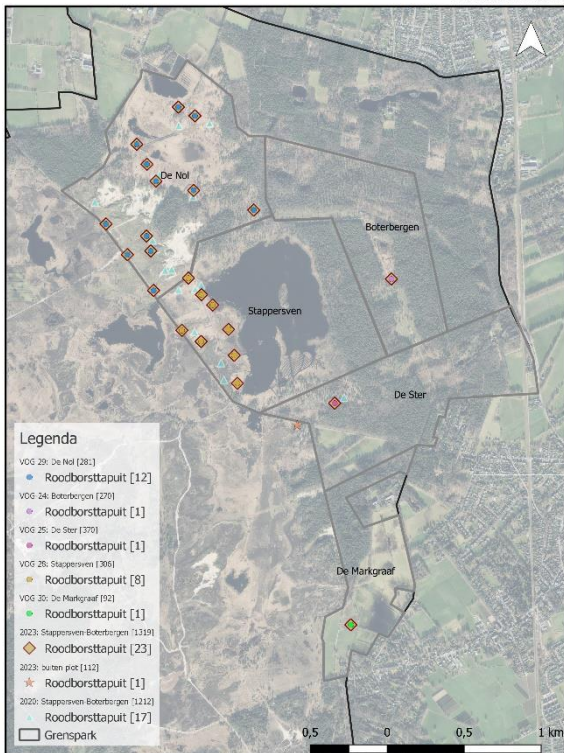 De Nol
Boterbergen
Stappersven
De Ster
De Markgraaf
Legenda
VOG 29: De Nol [281]
Roodborsttapuit [12]
VOG 24: Boterbergen [270]
Roodborsttapuit [1]
VOG 25: De Ster [370]
Roodborsttapuit [1]
VOG 28: Stappersven [306]
Roodborsttapuit [8]
VOG 30: De Markgraaf [92]
Roodborsttapuit [1]
2023: Stappersven-Boterbergen [1319]
Roodborsttapuit [23]
2023: buiten plot [112]
Roodborsttapuit [1]
2020: Stappersven-Boterbergen [1212]
Roodborsttapuit [17]
Grenspark
0,5 0 0,5 1 km